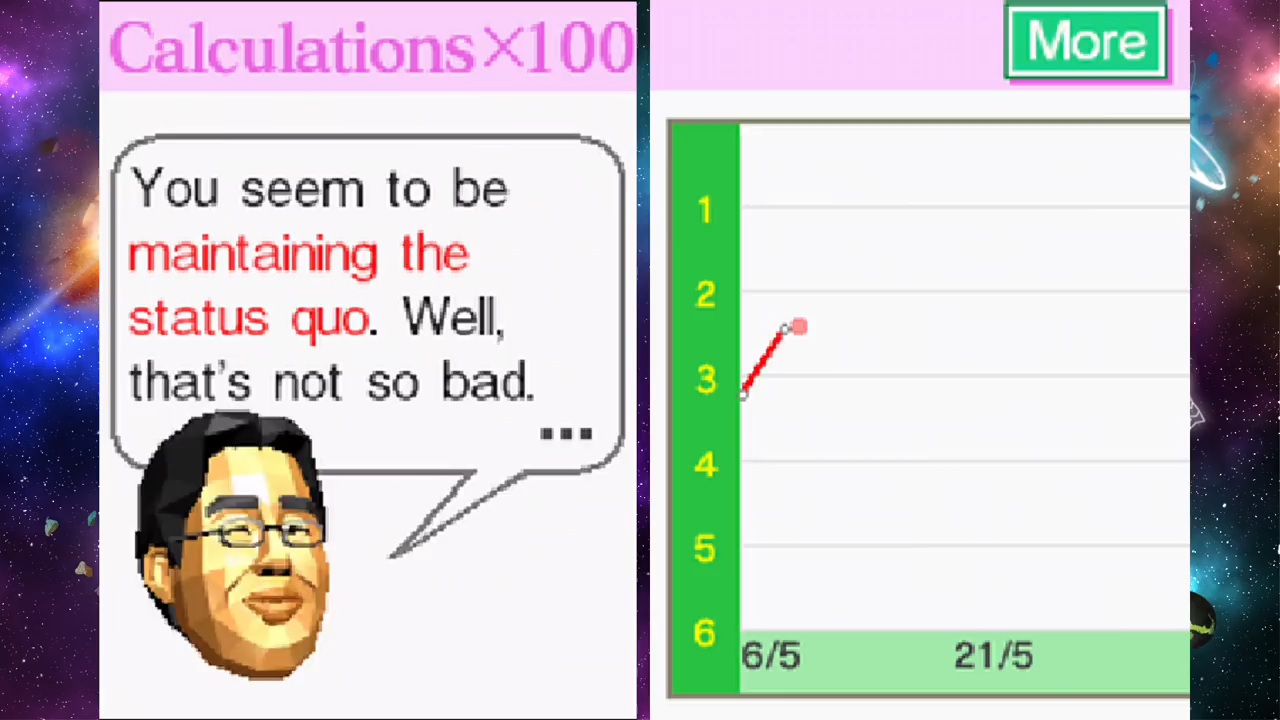 Calculations×100
You seem to be
maintaining the
status quo. Well,
that's not so bad.
...
More
1
2
3
4
5
6
6/5 21/5